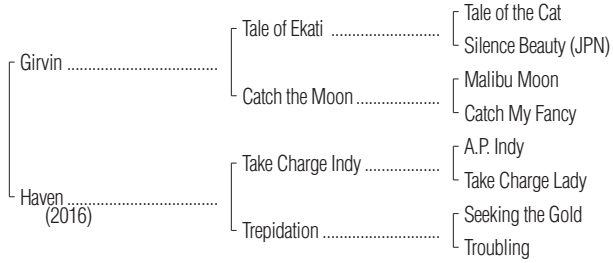 Girvin
Tale of Ekati
Tale of the Cat
Silence Beauty (JPN)
Catch the Moon
Malibu Moon
Catch My Fancy
Haven
(2016)
Take Charge Indy
A.P. Indy
Take Charge Lady
Trepidation
Seeking the Gold
Troubling